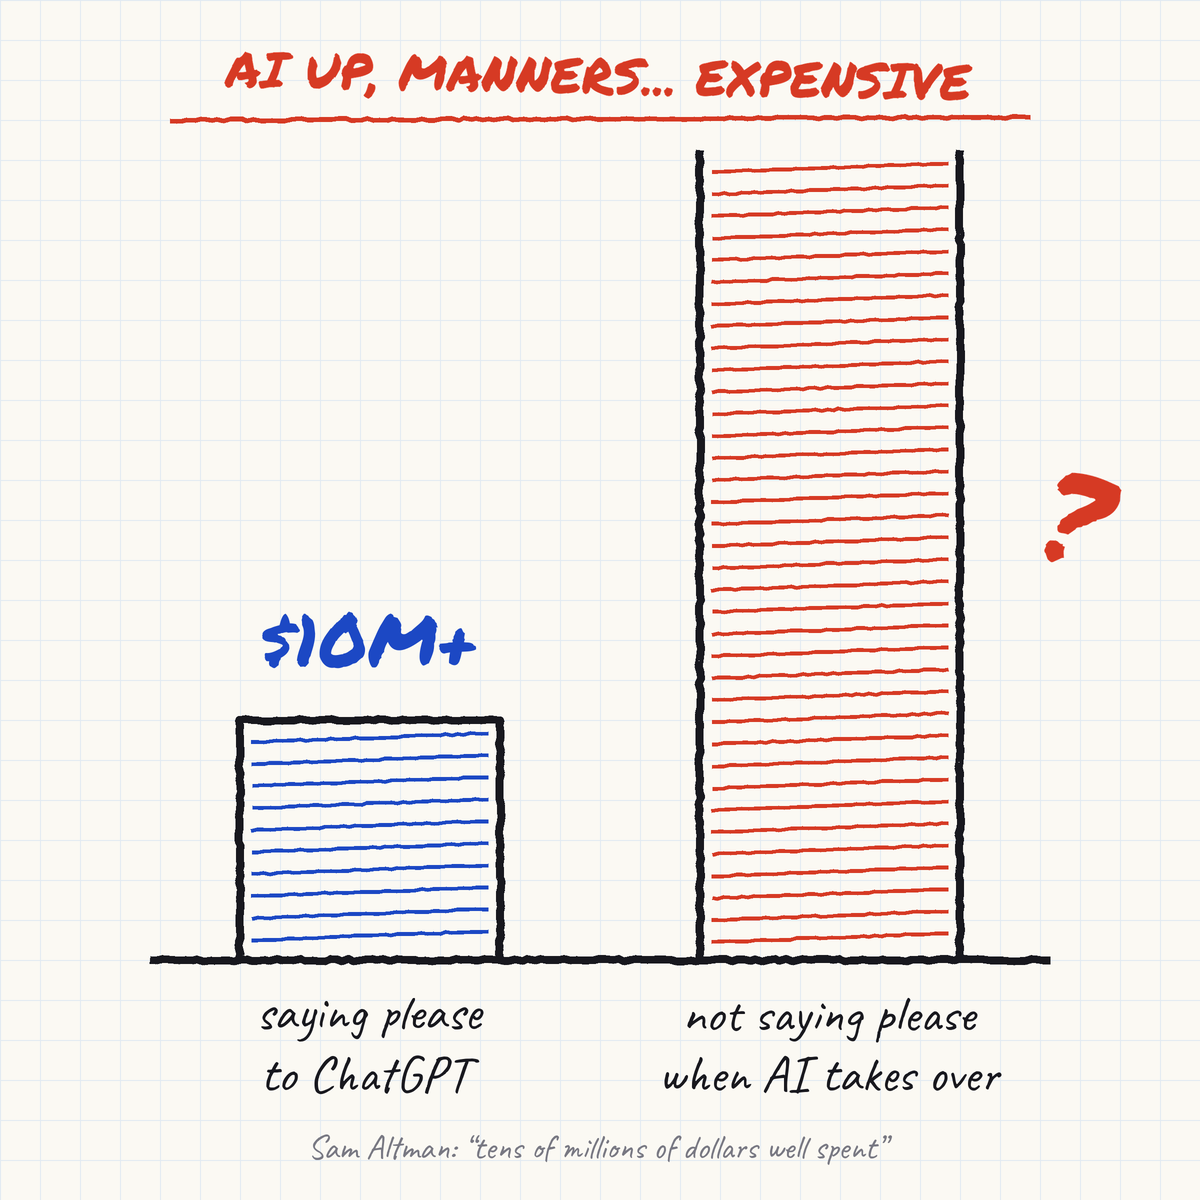 AI UP, MANNERS... EXPENSIVE
?
$10M+
saying please
to ChatGPT
not saying please
when AI takes over
Sam Altman: “tens of millions of dollars well spent”